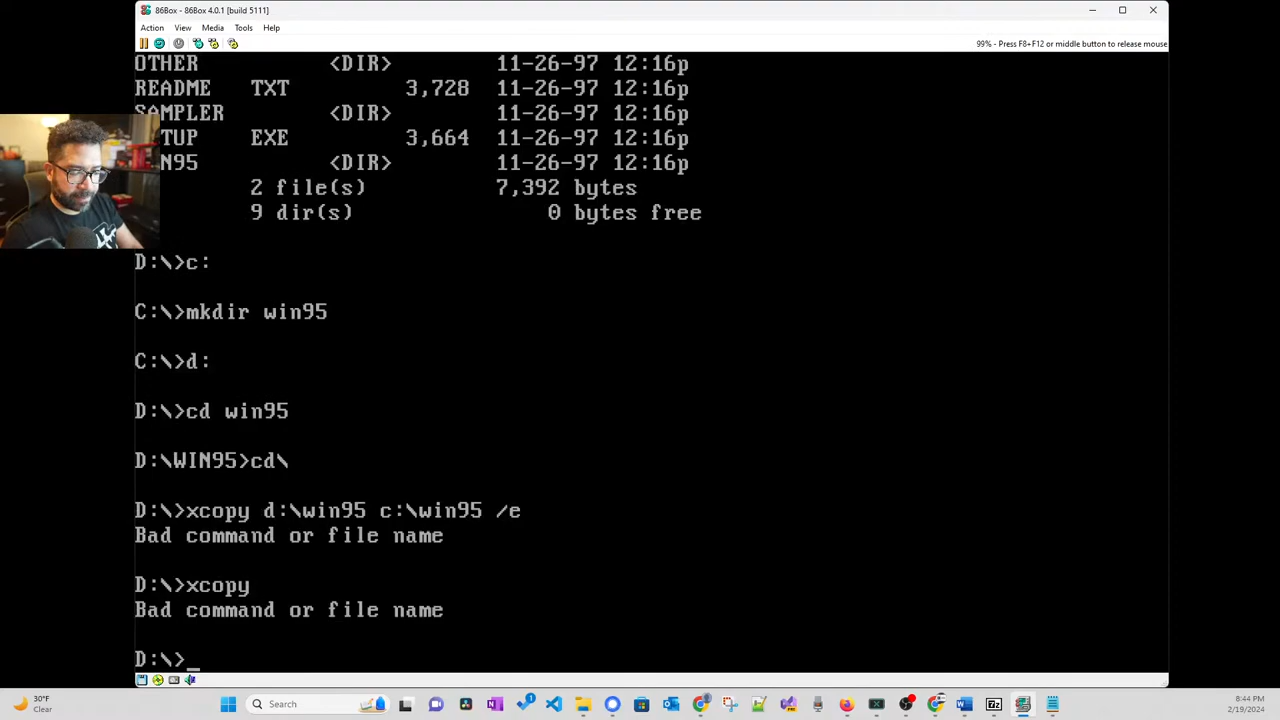 86Box - 86Box 4.0.1 [build 5111]
Action View Media Tools Help
99% - Press F8+F12 or middle button to release mouse
OTHER <DIR> 11-26-97 12:16p
README TXT 3,728 11-26-97 12:16p
SAMPLER <DIR> 11-26-97 12:16p
TUP EXE 3,664 11-26-97 12:16p
N95 <DIR> 11-26-97 12:16p
2 file(s) 7,392 bytes
9 dir(s) 0 bytes free
D:\>c:
C:\>mkdir win95
C:\>d:
D:\>cd win95
D:\WIN95>cd\
D:\>xcopy d:\win95 c:\win95 /e
Bad command or file name
D:\>xcopy
Bad command or file name
D:\>_
30°F
Clear
Search
8:44 PM
2/19/2024